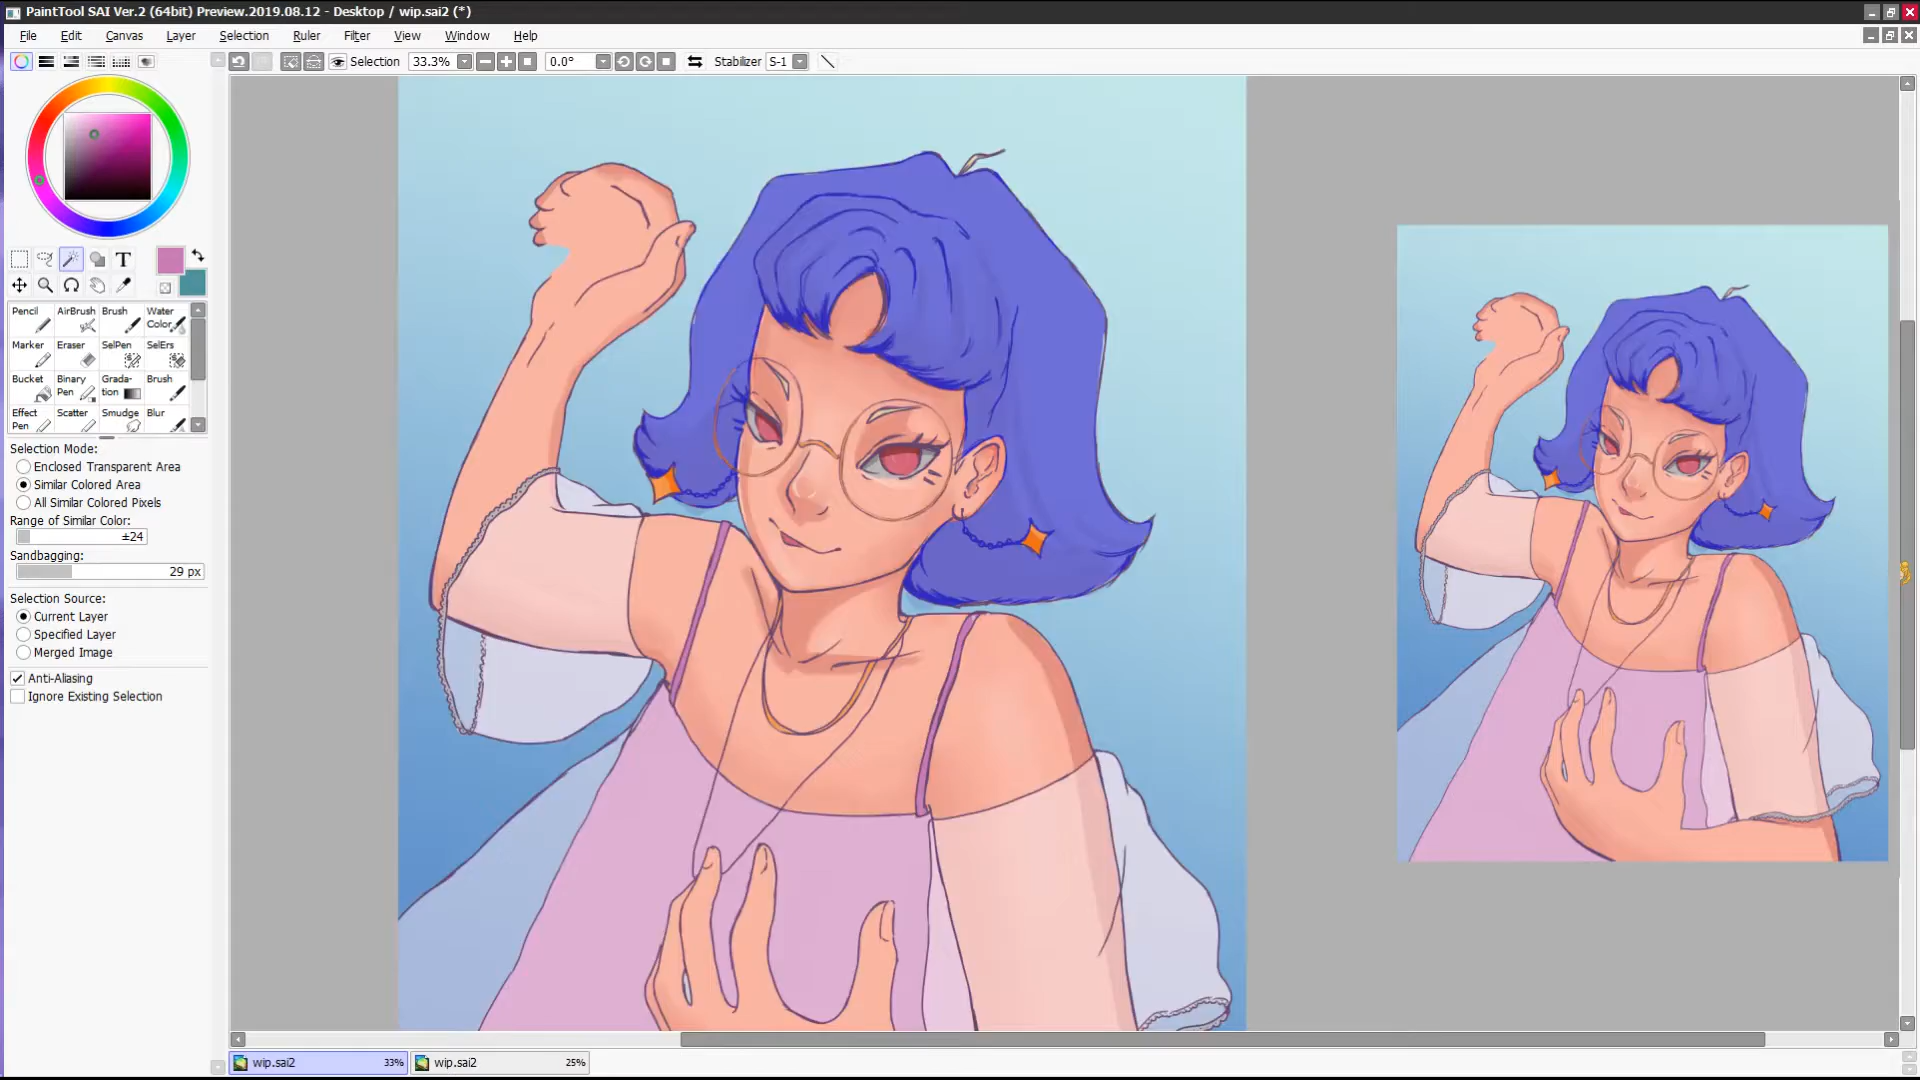 PaintTool SAI Ver.2 (64bit) Preview.2019.08.12 - Desktop / wip.sai2 (*)
File Edit Canvas Layer Selection Ruler Filter View Window Help
Selection 33.3% 0.0° Stabilizer S-1
T
Pencil AirBrush Brush Water Color
Marker Eraser SelPen SelErs
Bucket Binary Pen Grada-tion Brush
Effect Pen Scatter Smudge Blur
Selection Mode:
Enclosed Transparent Area
Similar Colored Area
All Similar Colored Pixels
Range of Similar Color:
±24
Sandbagging:
29 px
Selection Source:
Current Layer
Specified Layer
Merged Image
Anti-Aliasing
Ignore Existing Selection
wip.sai2 33% wip.sai2 25%